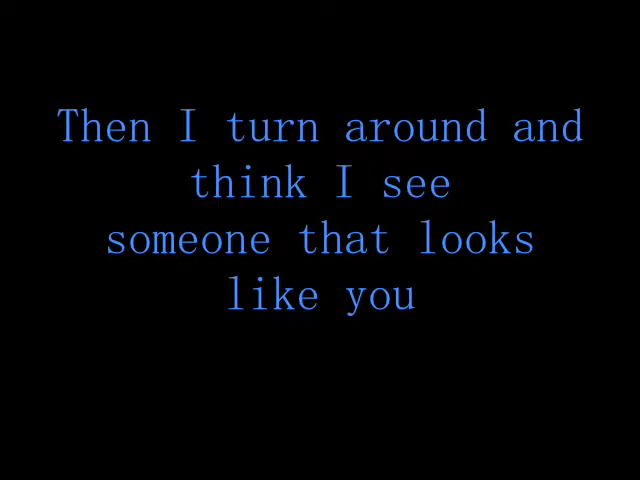 Then I turn around and
think I see
someone that looks
like you